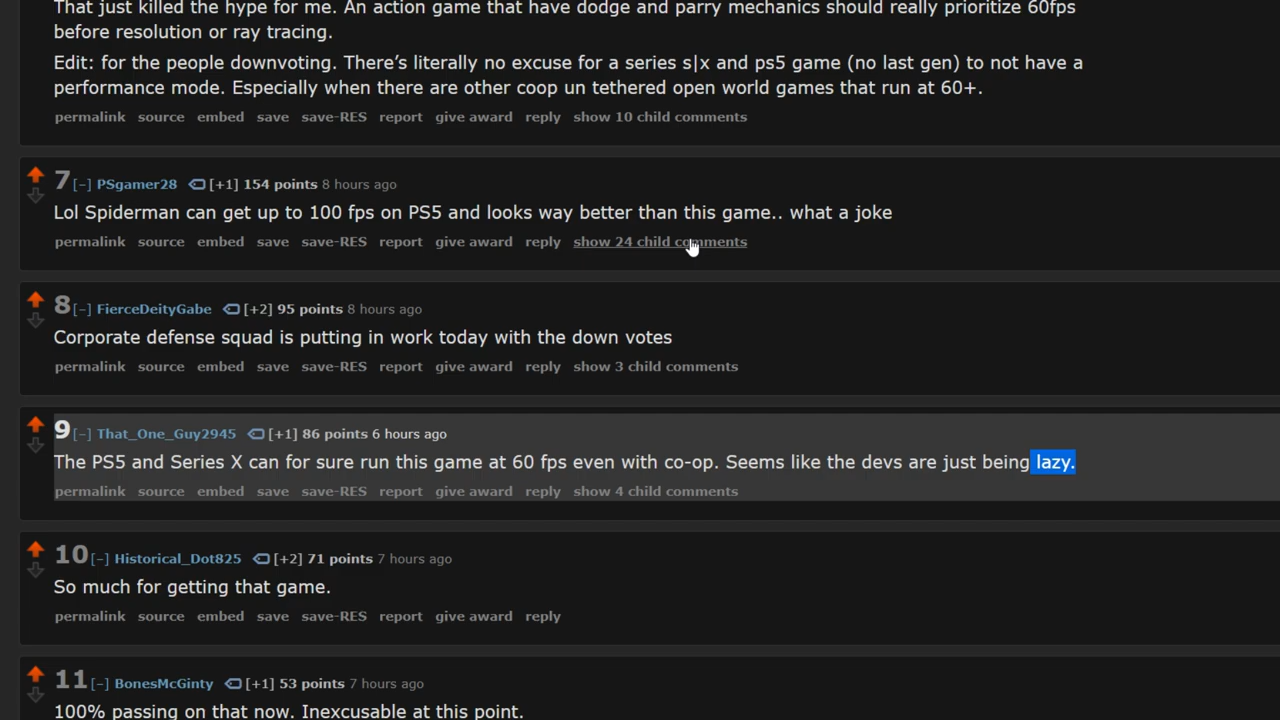 That just killed the hype for me. An action game that have dodge and parry mechanics should really prioritize 60fps
before resolution or ray tracing.
Edit: for the people downvoting. There's literally no excuse for a series s|x and ps5 game (no last gen) to not have a
performance mode. Especially when there are other coop un tethered open world games that run at 60+.
permalink source embed save save-RES report give award reply show 10 child comments
7 [–] PSgamer28 [+1] 154 points 8 hours ago
Lol Spiderman can get up to 100 fps on PS5 and looks way better than this game.. what a joke
permalink source embed save save-RES report give award reply show 24 child comments
8 [–] FierceDeityGabe [+2] 95 points 8 hours ago
Corporate defense squad is putting in work today with the down votes
permalink source embed save save-RES report give award reply show 3 child comments
9 [–] That_One_Guy2945 [+1] 86 points 6 hours ago
The PS5 and Series X can for sure run this game at 60 fps even with co-op. Seems like the devs are just being lazy.
permalink source embed save save-RES report give award reply show 4 child comments
10 [–] Historical_Dot825 [+2] 71 points 7 hours ago
So much for getting that game.
permalink source embed save save-RES report give award reply
11 [–] BonesMcGinty [+1] 53 points 7 hours ago
100% passing on that now. Inexcusable at this point.